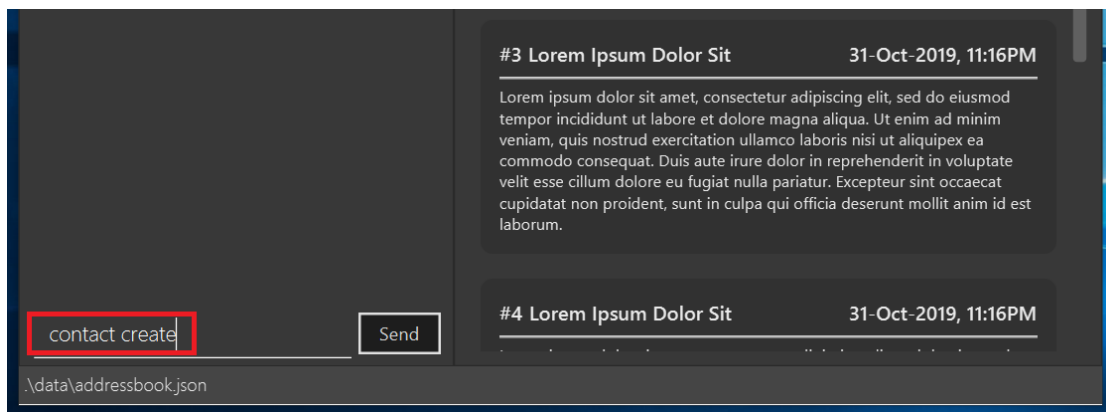 #3 Lorem Ipsum Dolor Sit 31-Oct-2019, 11:16PM
Lorem ipsum dolor sit amet, consectetur adipiscing elit, sed do eiusmod
tempor incididunt ut labore et dolore magna aliqua. Ut enim ad minim
veniam, quis nostrud exercitation ullamco laboris nisi ut aliquipex ea
commodo consequat. Duis aute irure dolor in reprehenderit in voluptate
velit esse cillum dolore eu fugiat nulla pariatur. Excepteur sint occaecat
cupidatat non proident, sunt in culpa qui officia deserunt mollit anim id est
laborum.
#4 Lorem Ipsum Dolor Sit 31-Oct-2019, 11:16PM
contact create
Send
.\data\addressbook.json